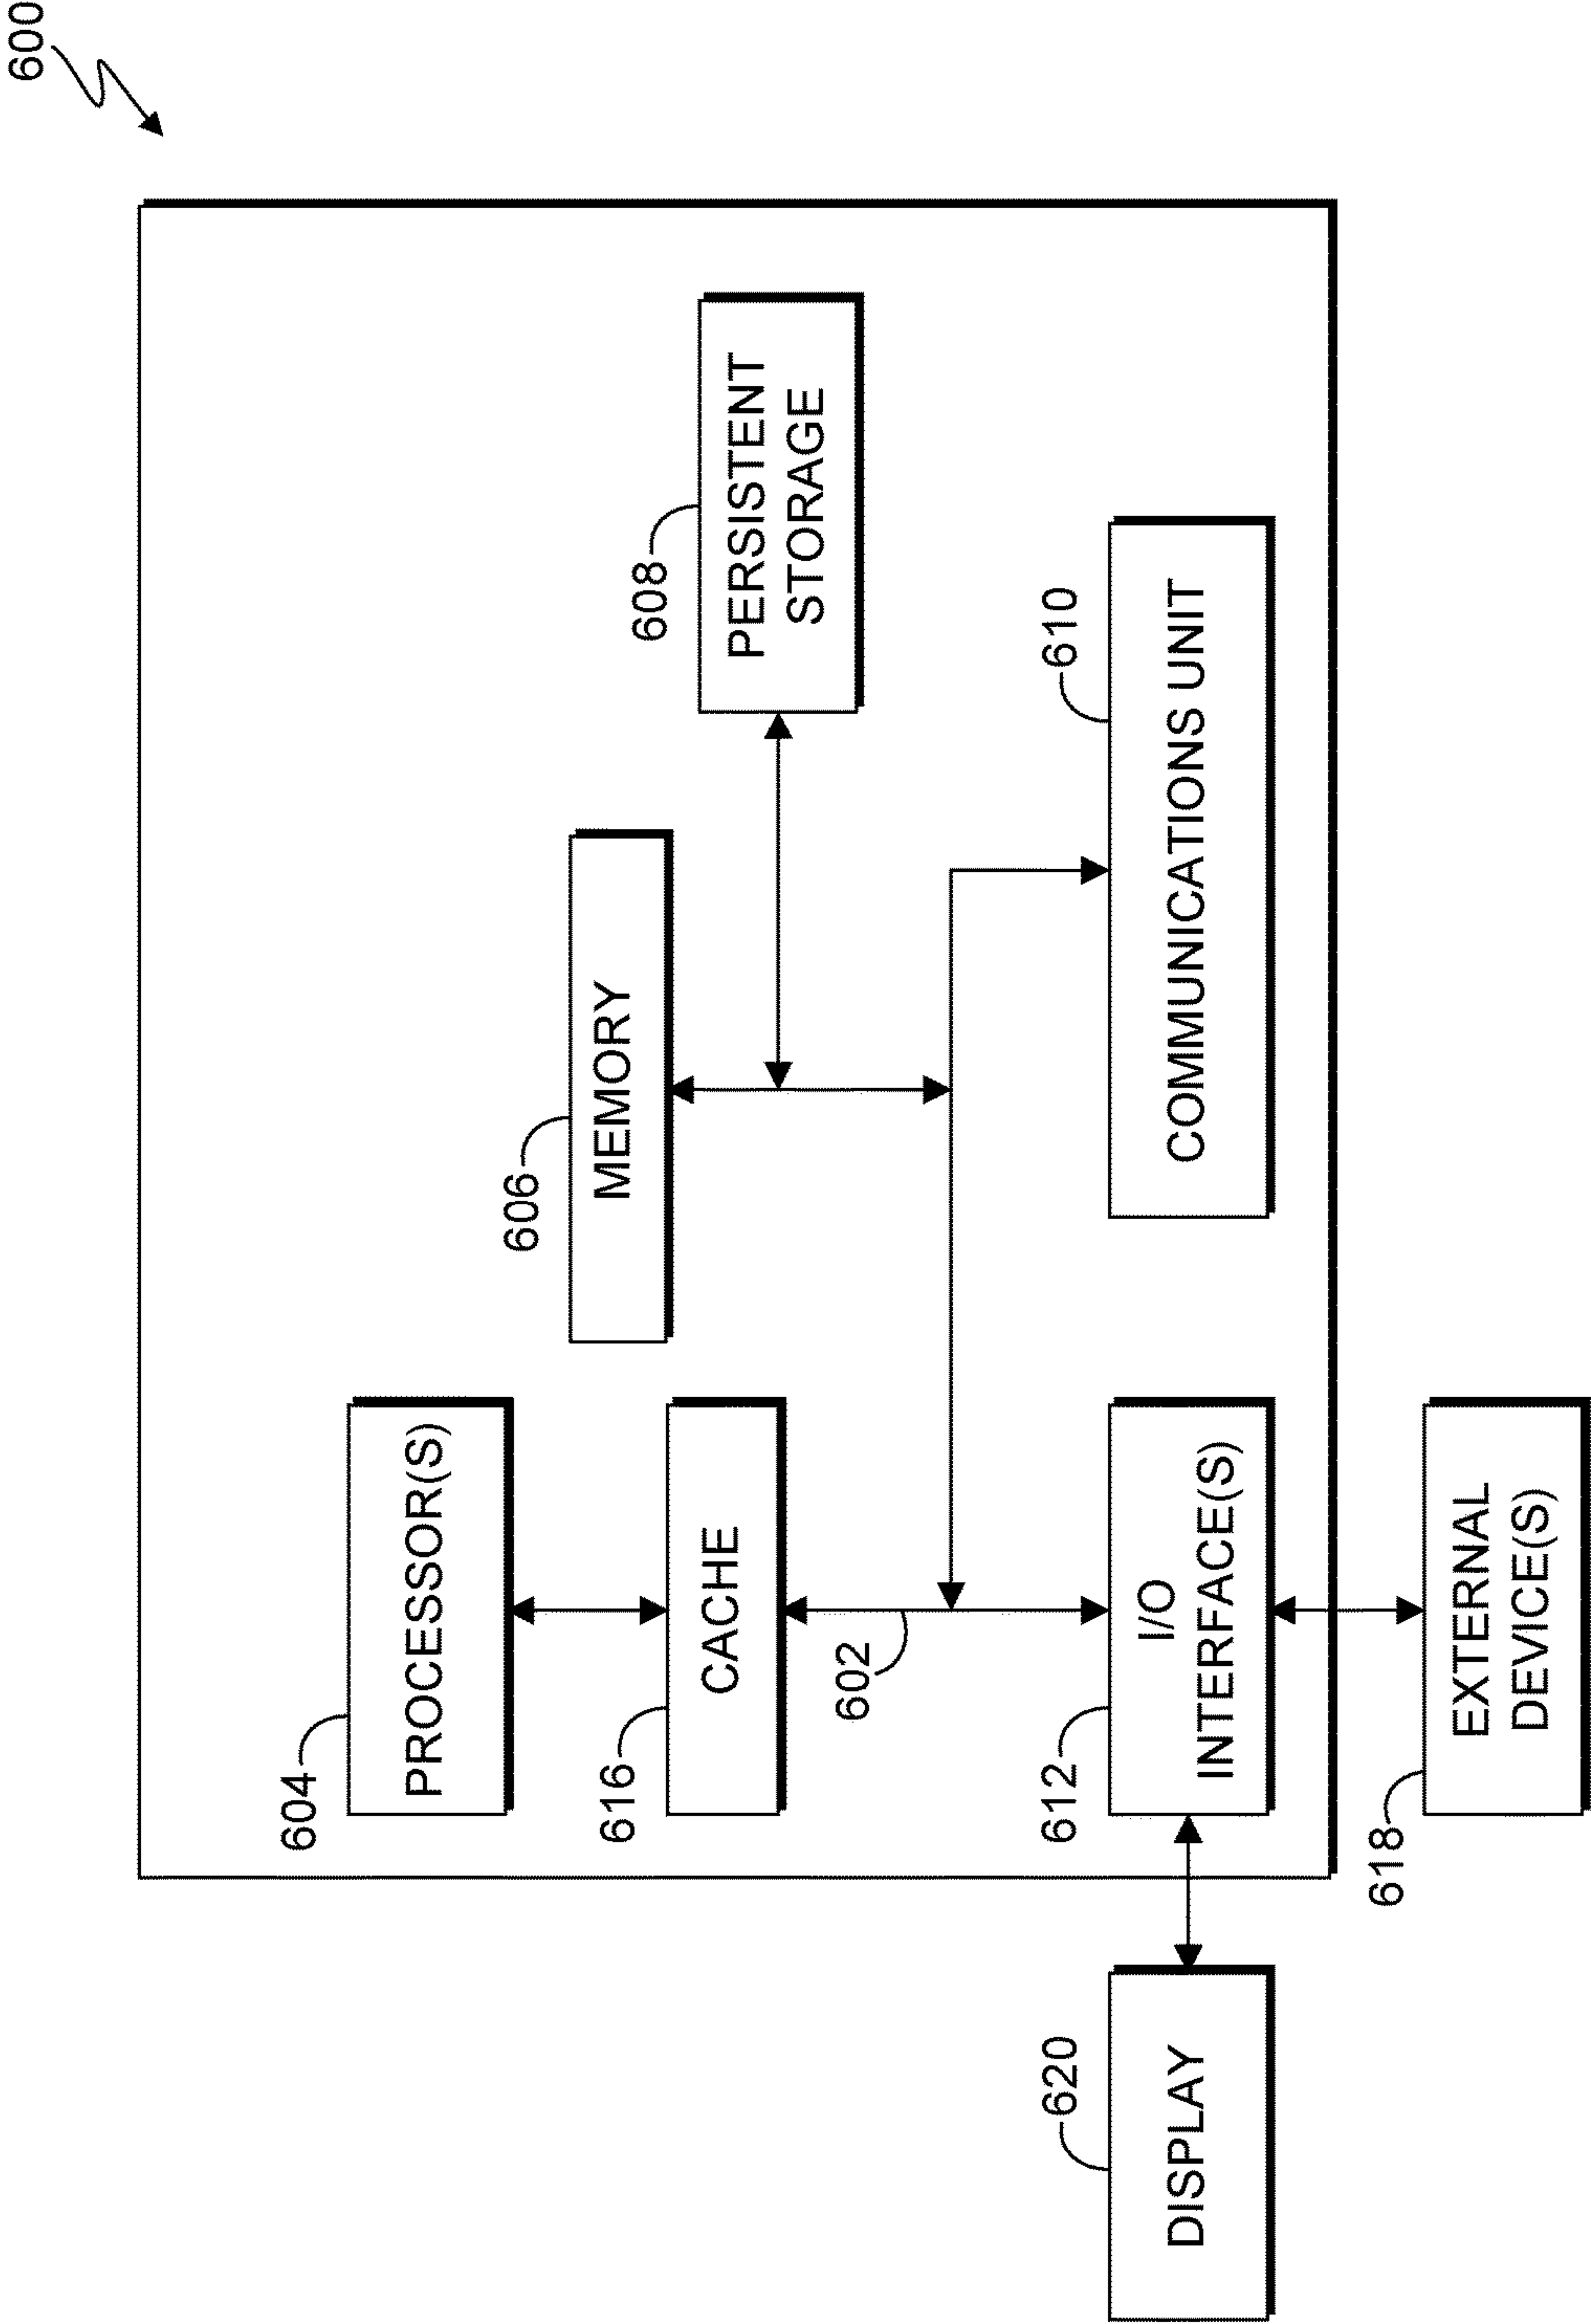 600
604
PROCESSOR(S)
606
MEMORY
608
PERSISTENT
STORAGE
616
CACHE
602
620
DISPLAY
612
I/O
INTERFACE(S)
610
COMMUNICATIONS UNIT
618
EXTERNAL
DEVICE(S)